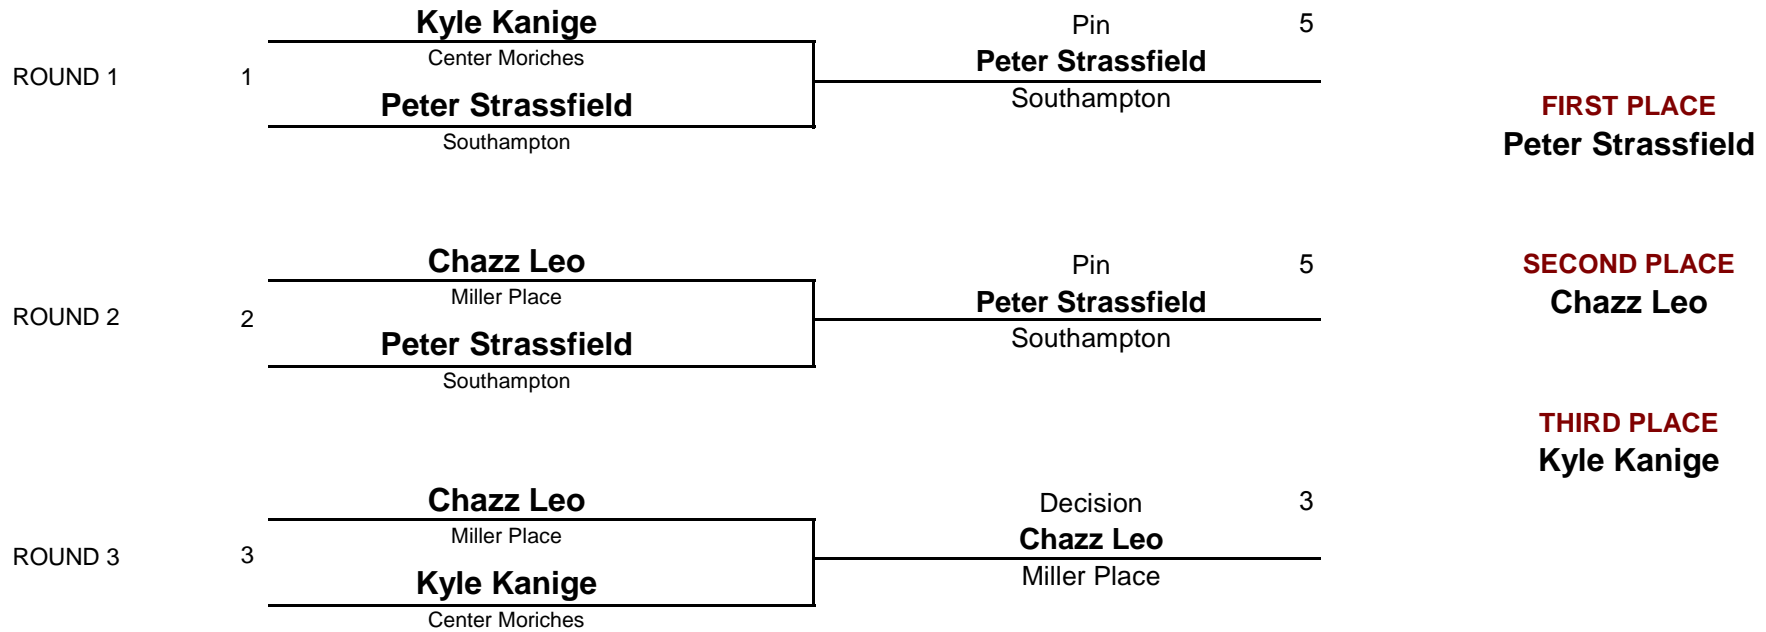 Kyle Kanige
Pin 5
Center Moriches
Peter Strassfield
ROUND 1 1
Southampton
Peter Strassfield
FIRST PLACE
Southampton
Peter Strassfield
Chazz Leo
Pin 5
SECOND PLACE
Miller Place
Peter Strassfield
Chazz Leo
ROUND 2 2
Southampton
Peter Strassfield
Southampton
THIRD PLACE
Kyle Kanige
Chazz Leo
Decision 3
Miller Place
Chazz Leo
ROUND 3 3
Miller Place
Kyle Kanige
Center Moriches